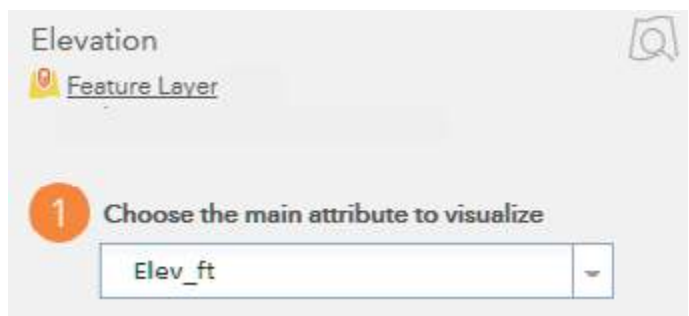 Elevation
Feature Layer
1 Choose the main attribute to visualize
Elev_ft